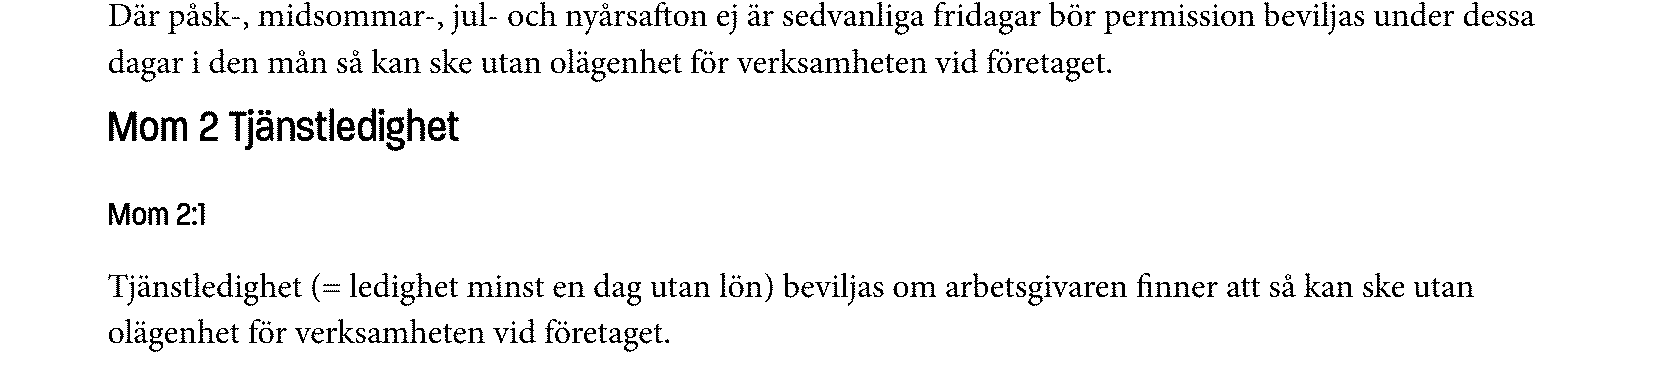 Där påsk-, midsommar-, jul- och nyårsafton ej är sedvanliga fridagar bör permission beviljas under dessa
dagar i den mån så kan ske utan olägenhet för verksamheten vid företaget.
Mom 2 Tjänstledighet
Mom 2:1
Tjänstledighet (= ledighet minst en dag utan lön) beviljas om arbetsgivaren finner att så kan ske utan
olägenhet för verksamheten vid företaget.